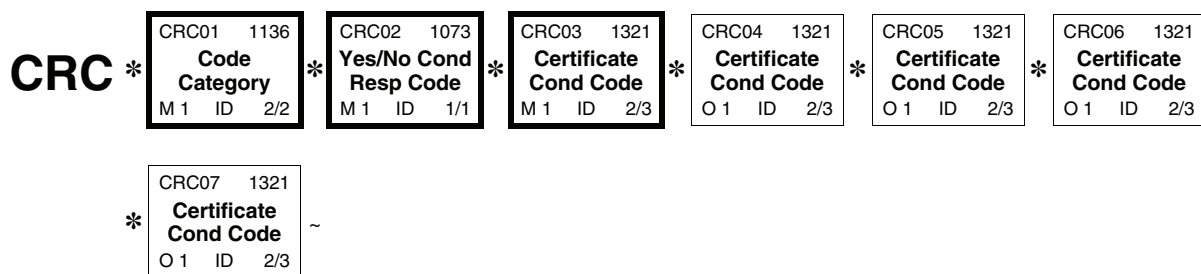 CRC01 1136 CRC02 1073 CRC03 1321 CRC04 1321 CRC05 1321 CRC06 1321
CRC * Code Category * Yes/No Cond Resp Code * Certificate Cond Code * Certificate Cond Code * Certificate Cond Code * Certificate Cond Code
M 1 ID 2/2 M 1 ID 1/1 M 1 ID 2/3 O 1 ID 2/3 O 1 ID 2/3 O 1 ID 2/3
CRC07 1321
* Certificate Cond Code ~
O 1 ID 2/3